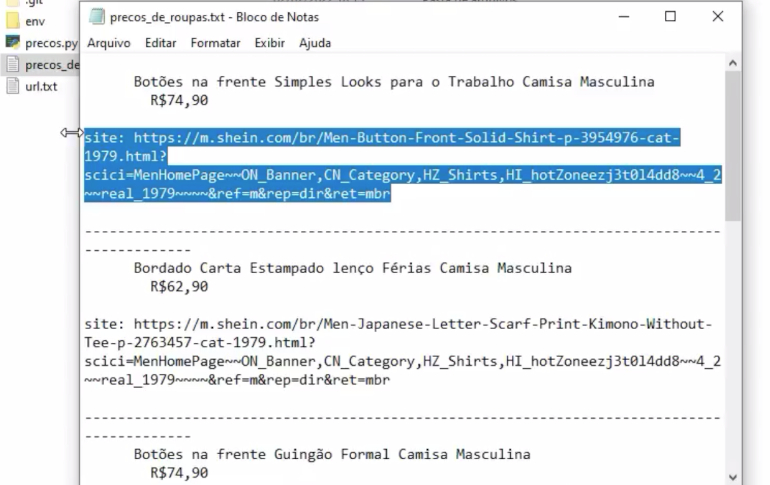 .git
env
precos.py
precos_de
url.txt
precos_de_roupas.txt - Bloco de Notas
Arquivo Editar Formatar Exibir Ajuda
Botões na frente Simples Looks para o Trabalho Camisa Masculina
R$74,90
site: https://m.shein.com/br/Men-Button-Front-Solid-Shirt-p-3954976-cat-
1979.html?
scici=MenHomePage~~ON_Banner,CN_Category,HZ_Shirts,HI_hotZoneezj3t0l4dd8~~4_2
~~real_1979~~~~&ref=m&rep=dir&ret=mbr
------------------------------------------------------------------------------
-------------
Bordado Carta Estampado lenço Férias Camisa Masculina
R$62,90
site: https://m.shein.com/br/Men-Japanese-Letter-Scarf-Print-Kimono-Without-
Tee-p-2763457-cat-1979.html?
scici=MenHomePage~~ON_Banner,CN_Category,HZ_Shirts,HI_hotZoneezj3t0l4dd8~~4_2
~~real_1979~~~~&ref=m&rep=dir&ret=mbr
------------------------------------------------------------------------------
-------------
Botões na frente Guingão Formal Camisa Masculina
R$74,90